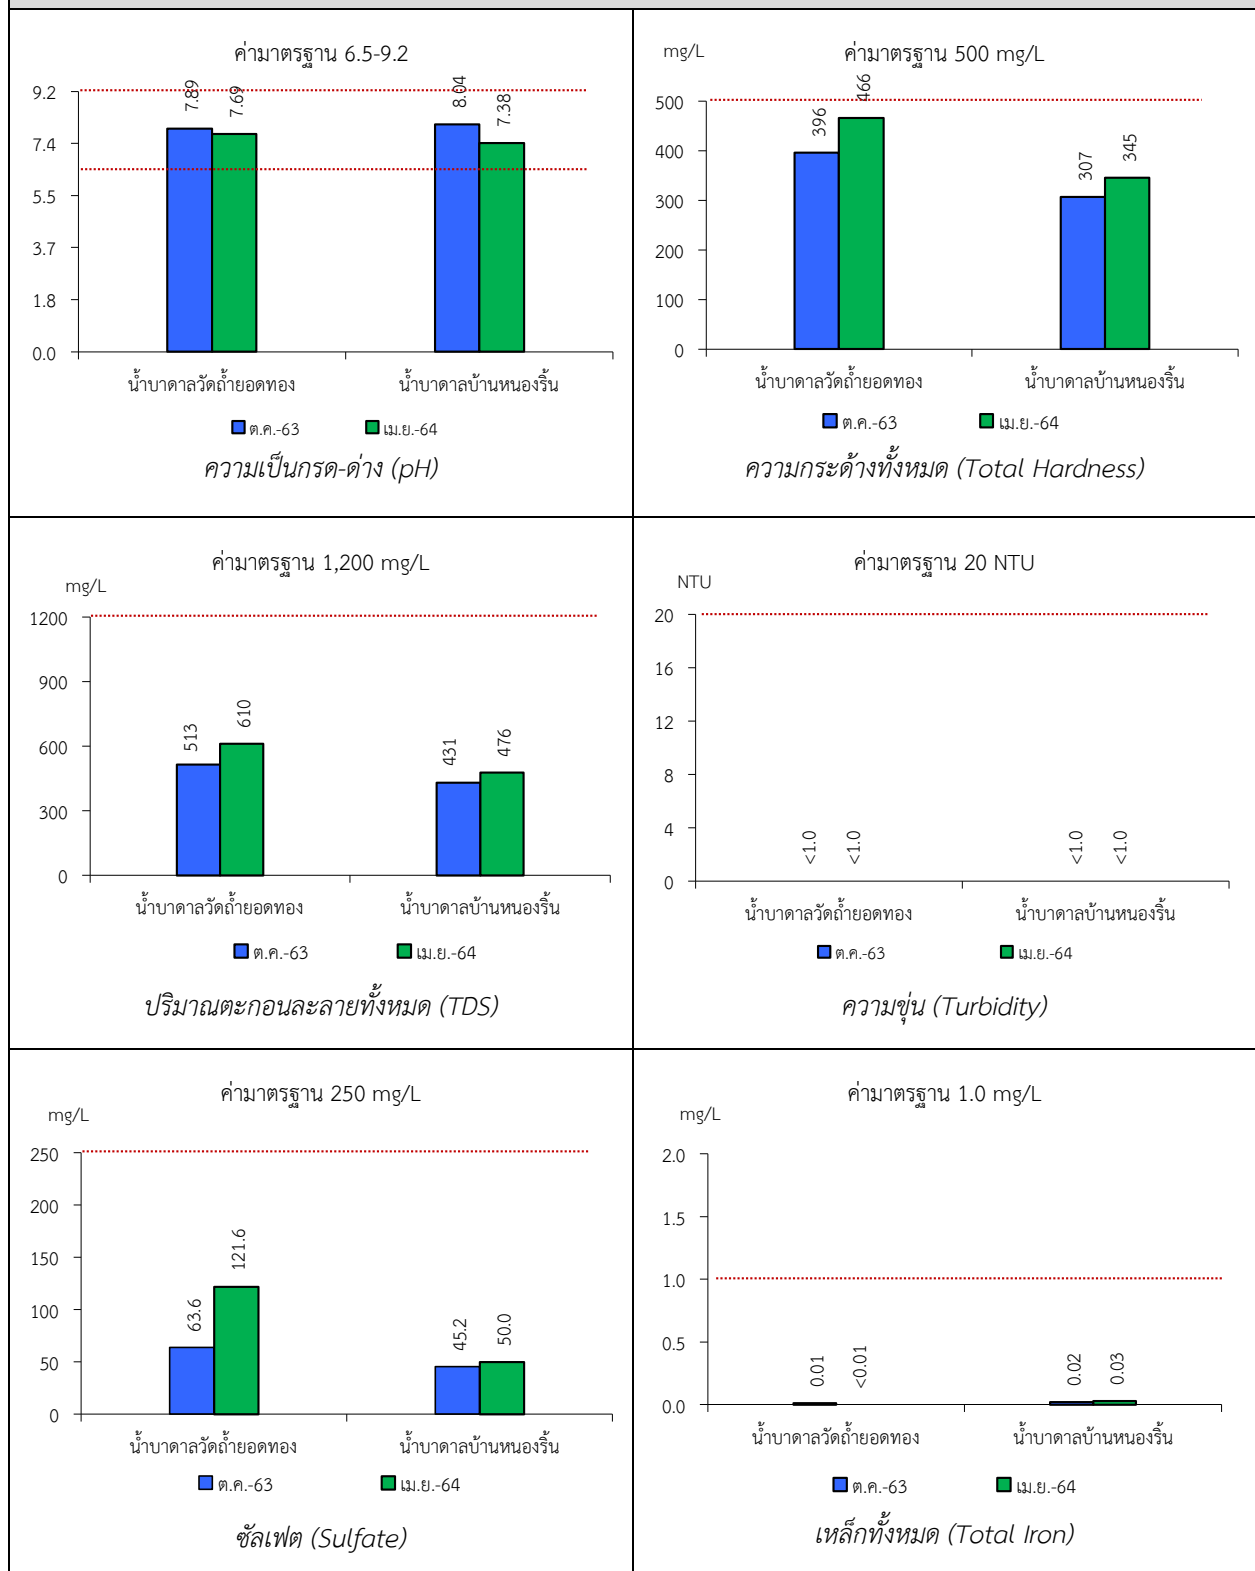 ค่ามาตรฐาน 6.5-9.2
9.2
7.4
5.5
3.7
1.8
0.0
7.89
7.69
8.04
7.38
น้ำบาดาลวัดถ้ำยอดทอง
น้ำบาดาลบ้านหนองริ้น
ต.ค.-63
เม.ย.-64
ความเป็นกรด-ด่าง (pH)
mg/L
ค่ามาตรฐาน 500 mg/L
500
400
300
200
100
0
396
466
307
345
น้ำบาดาลวัดถ้ำยอดทอง
น้ำบาดาลบ้านหนองริ้น
ต.ค.-63
เม.ย.-64
ความกระด้างทั้งหมด (Total Hardness)
ค่ามาตรฐาน 1,200 mg/L
mg/L
1200
900
600
300
0
513
610
431
476
น้ำบาดาลวัดถ้ำยอดทอง
น้ำบาดาลบ้านหนองริ้น
ต.ค.-63
เม.ย.-64
ปริมาณตะกอนละลายทั้งหมด (TDS)
ค่ามาตรฐาน 20 NTU
NTU
20
16
12
8
4
0
<1.0
<1.0
<1.0
<1.0
น้ำบาดาลวัดถ้ำยอดทอง
น้ำบาดาลบ้านหนองริ้น
ต.ค.-63
เม.ย.-64
ความขุ่น (Turbidity)
ค่ามาตรฐาน 250 mg/L
mg/L
250
200
150
100
50
0
63.6
121.6
45.2
50.0
น้ำบาดาลวัดถ้ำยอดทอง
น้ำบาดาลบ้านหนองริ้น
ต.ค.-63
เม.ย.-64
ซัลเฟต (Sulfate)
ค่ามาตรฐาน 1.0 mg/L
mg/L
2.0
1.5
1.0
0.5
0.0
0.01
<0.01
0.02
0.03
น้ำบาดาลวัดถ้ำยอดทอง
น้ำบาดาลบ้านหนองริ้น
ต.ค.-63
เม.ย.-64
เหล็กทั้งหมด (Total Iron)